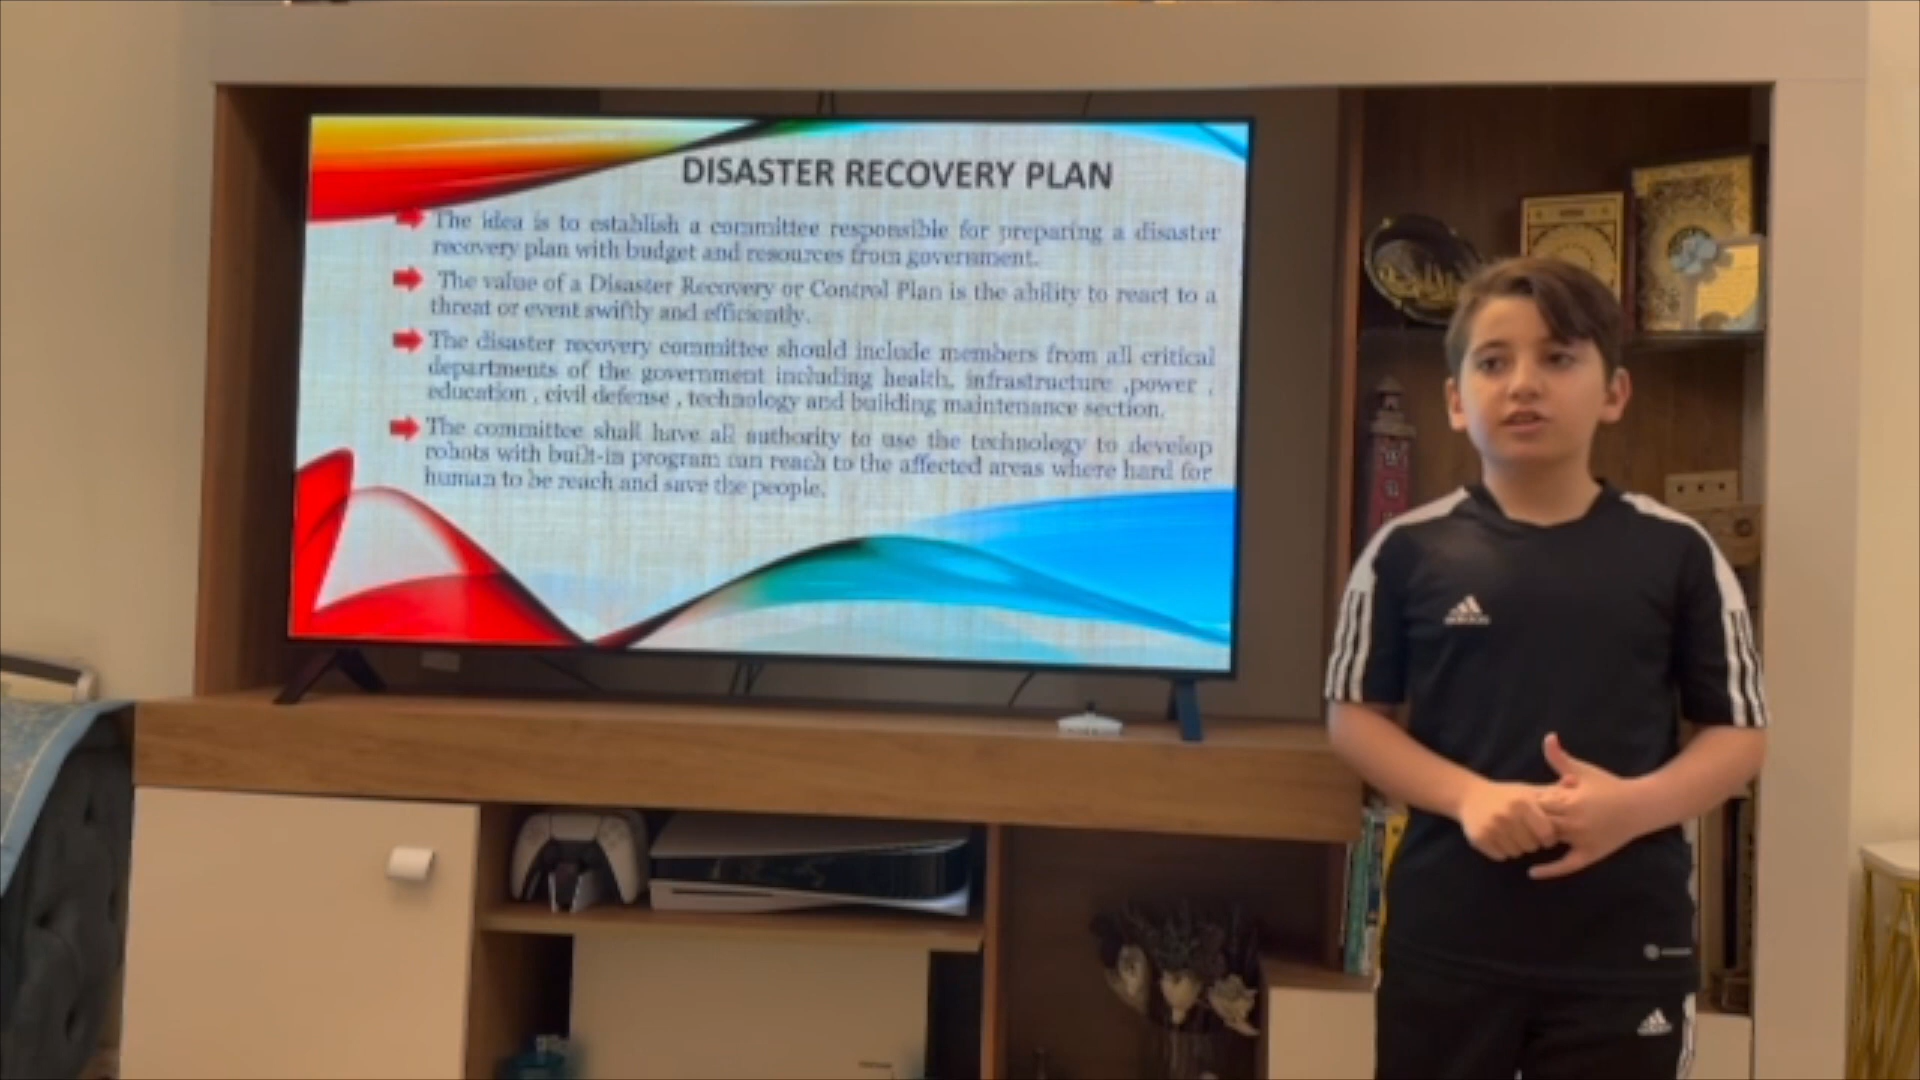 DISASTER RECOVERY PLAN
The idea is to establish a committee responsible for preparing a disaster
recovery plan with budget and resources from government.
The value of a Disaster Recovery or Control Plan is the ability to react to a
threat or event swiftly and efficiently.
The disaster recovery committee should include members from all critical
departments of the government including health, infrastructure ,power ,
education , civil defense , technology and building maintenance section.
The committee shall have all authority to use the technology to develop
robots with built-in program can reach to the affected areas where hard for
human to be reach and save the people.
adidas